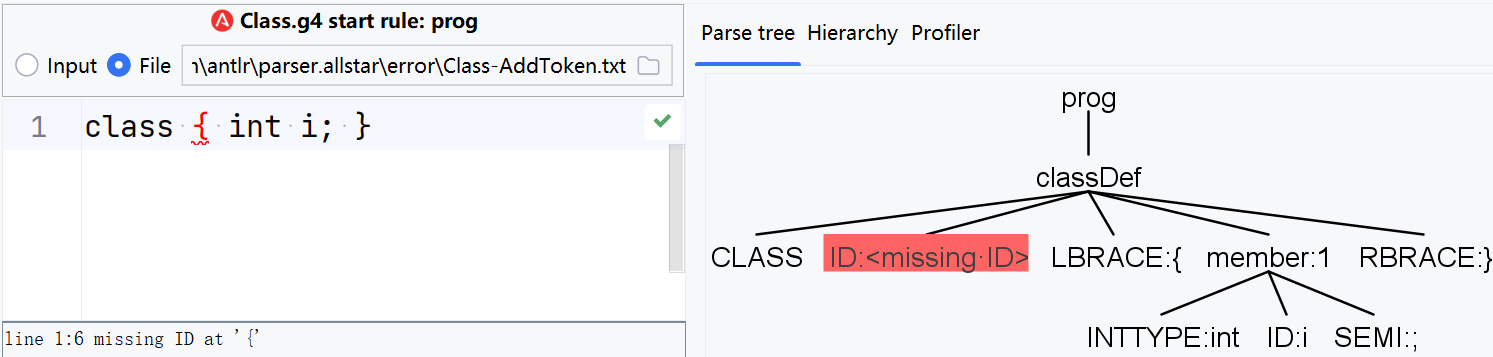 Class.g4 start rule: prog
Input File \antlr\parser.allstar\error\Class-AddToken.txt
1 class { int i; }
line 1:6 missing ID at '{'
Parse tree Hierarchy Profiler
prog
classDef
CLASS ID:<missing·ID> LBRACE:{ member:1 RBRACE:}
INTTYPE:int ID:i SEMI:;